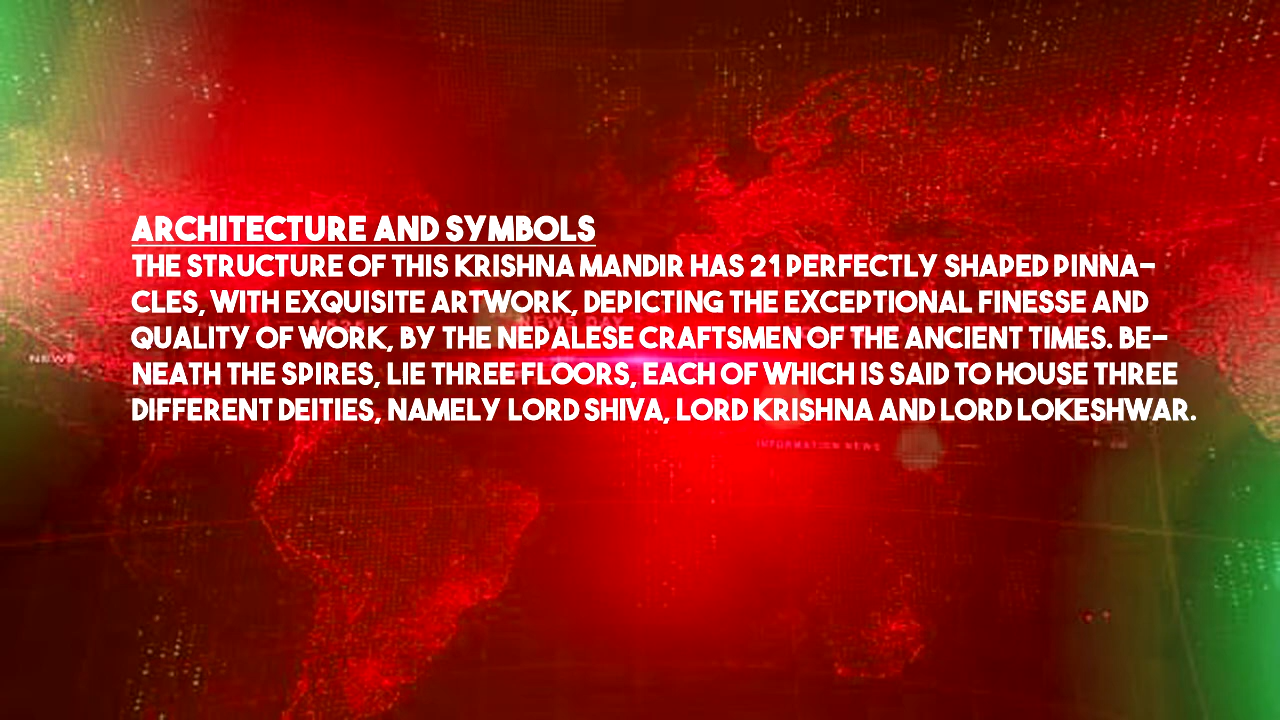 ARCHITECTURE AND SYMBOLS
THE STRUCTURE OF THIS KRISHNA MANDIR HAS 21 PERFECTLY SHAPED PINNA-
CLES, WITH EXQUISITE ARTWORK, DEPICTING THE EXCEPTIONAL FINESSE AND
QUALITY OF WORK, BY THE NEPALESE CRAFTSMEN OF THE ANCIENT TIMES. BE-
NEATH THE SPIRES, LIE THREE FLOORS, EACH OF WHICH IS SAID TO HOUSE THREE
DIFFERENT DEITIES, NAMELY LORD SHIVA, LORD KRISHNA AND LORD LOKESHWAR.
NEWS
INFORMATION NEWS